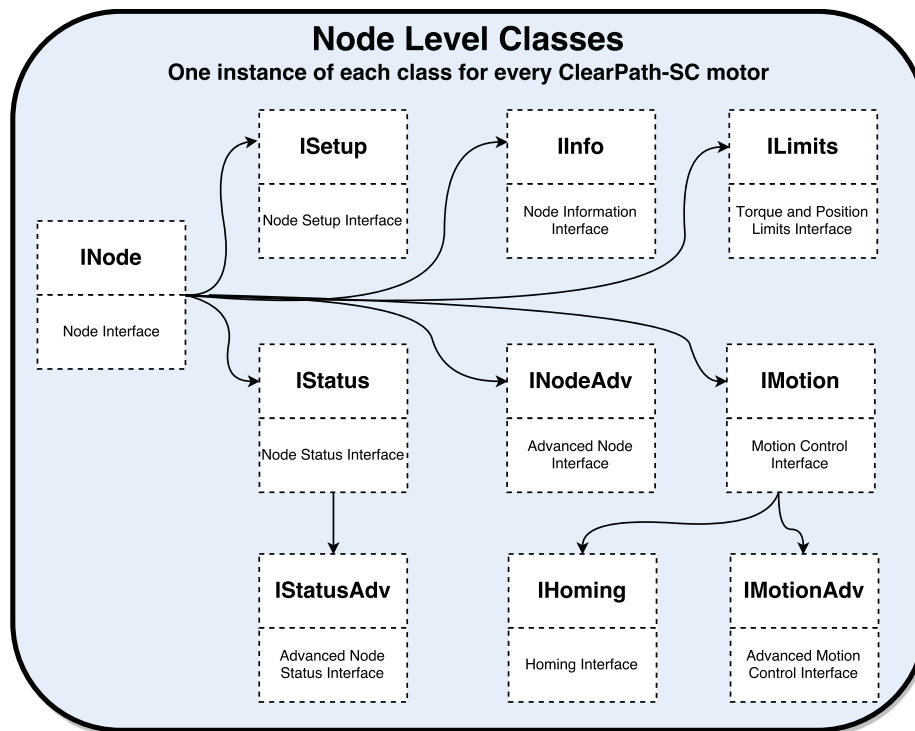 Node Level Classes
One instance of each class for every ClearPath-SC motor
ISetup
Node Setup Interface
IInfo
Node Information
Interface
ILimits
Torque and Position
Limits Interface
INode
Node Interface
IStatus
Node Status Interface
INodeAdv
Advanced Node
Interface
IMotion
Motion Control
Interface
IStatusAdv
Advanced Node
Status Interface
IHoming
Homing Interface
IMotionAdv
Advanced Motion
Control Interface